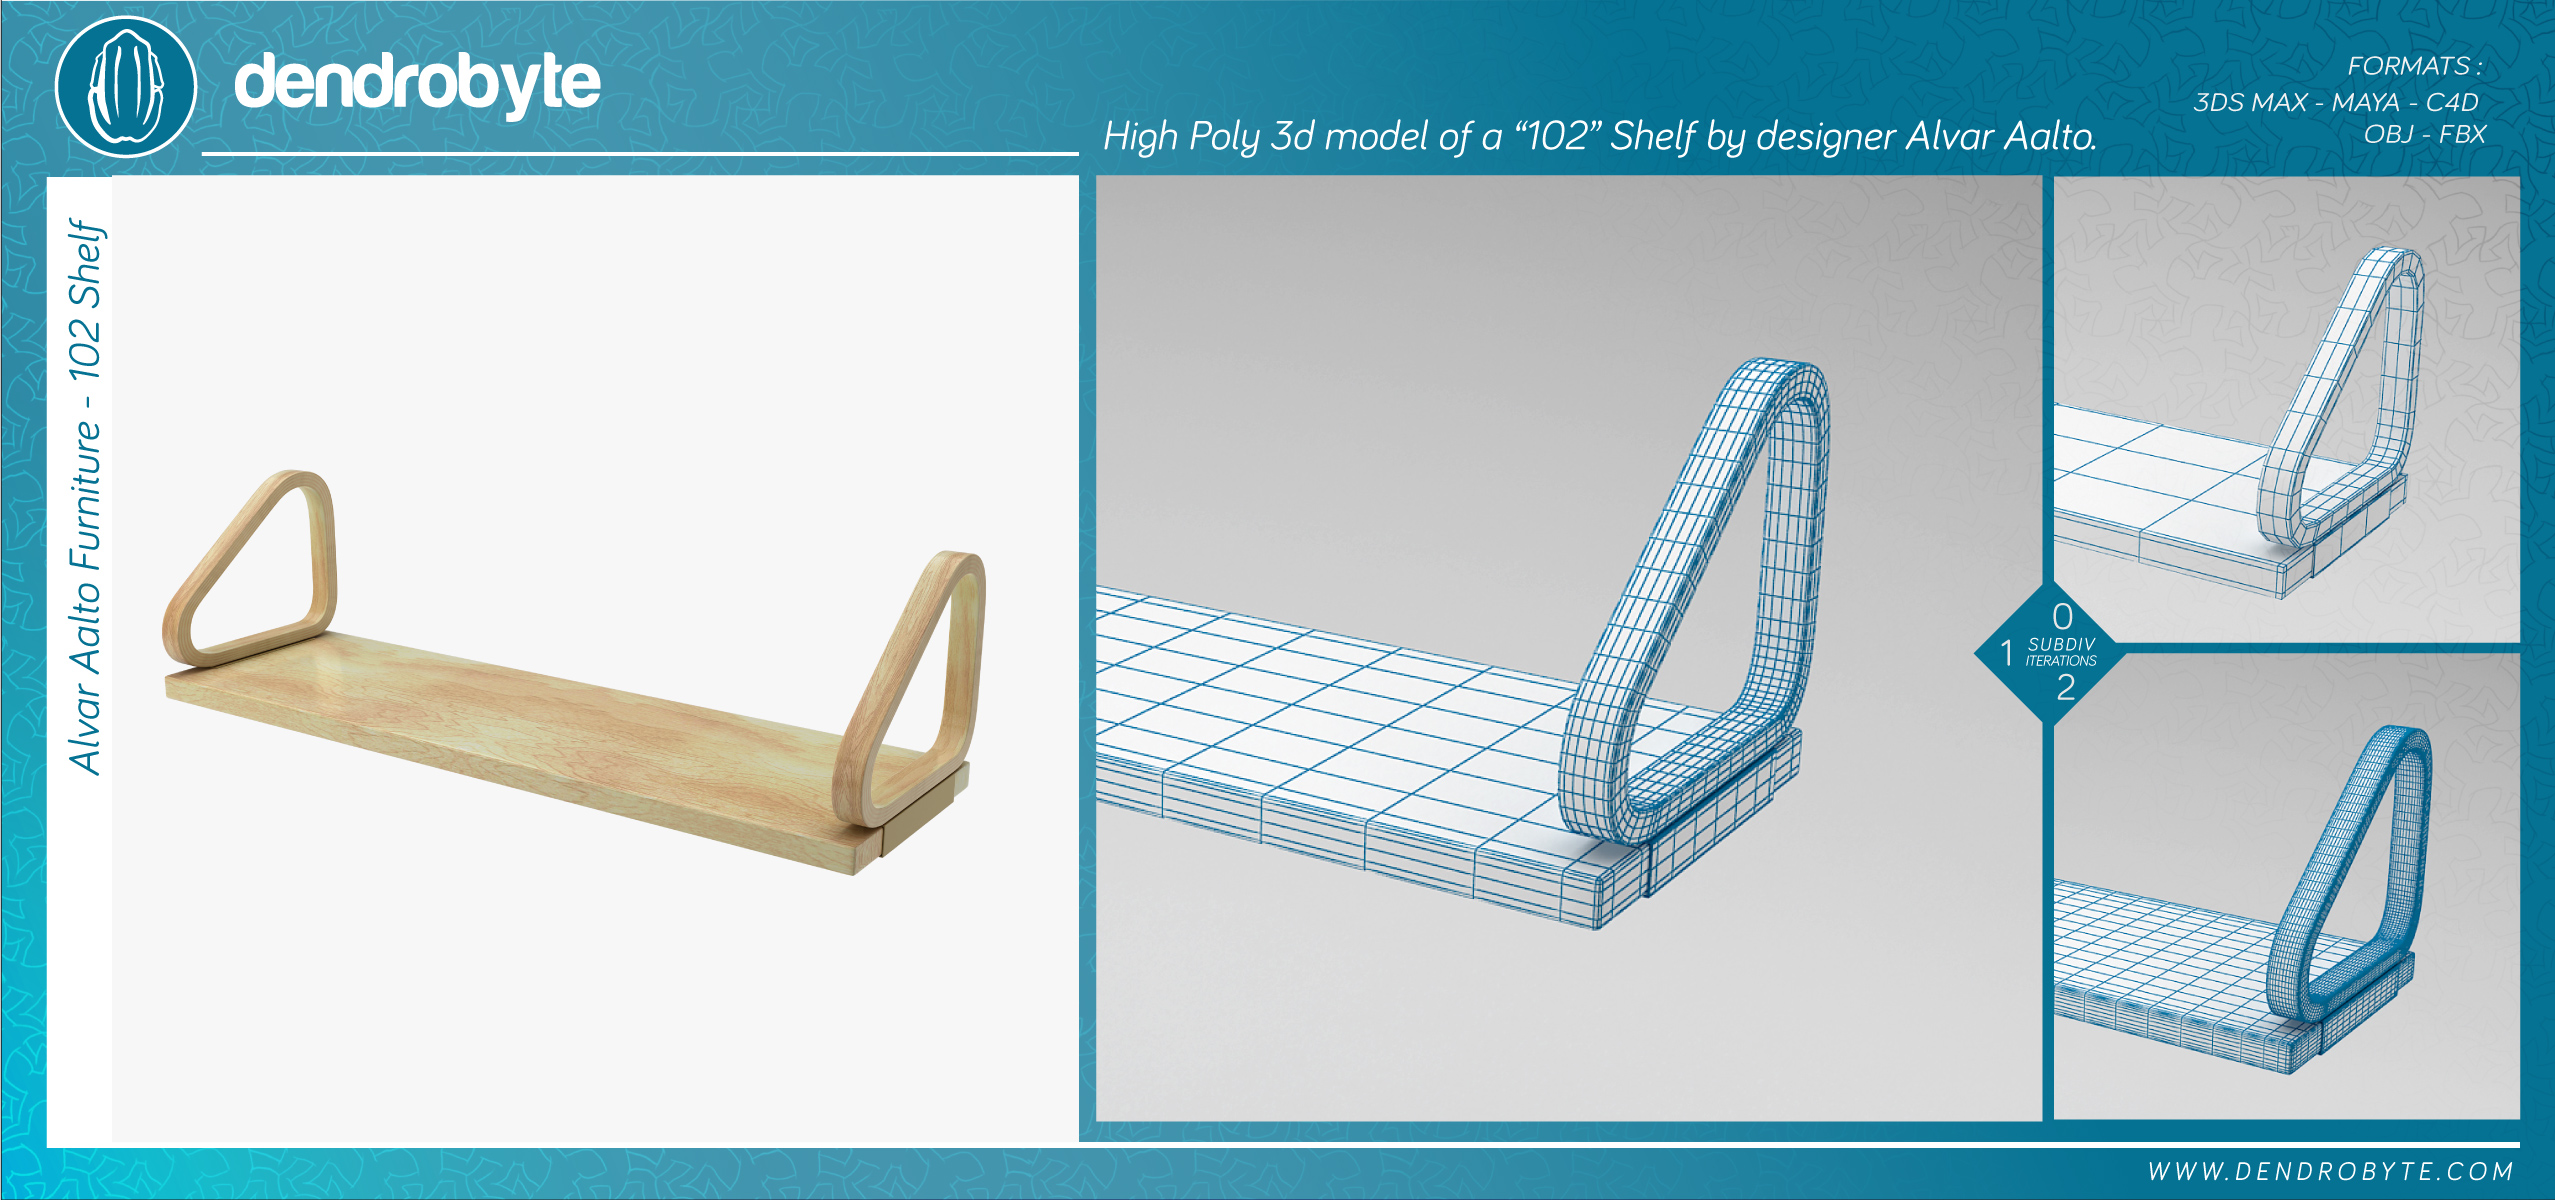 dendrobyte
High Poly 3d model of a “102” Shelf by designer Alvar Aalto.
FORMATS :
3DS MAX - MAYA - C4D
OBJ - FBX
Alvar Aalto Furniture - 102 Shelf
0
1
SUBDIV
ITERATIONS
2
WWW.DENDROBYTE.COM